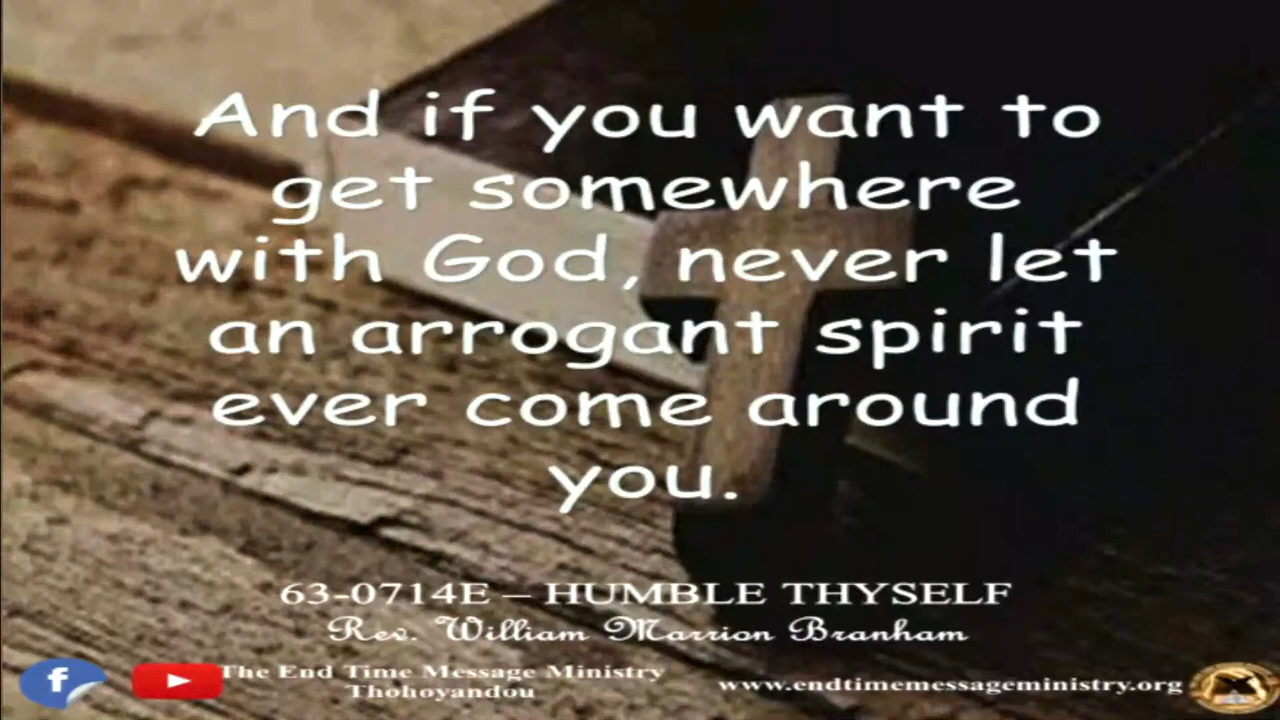 And if you want to
get somewhere
with God, never let
an arrogant spirit
ever come around
you.
63-0714E – HUMBLE THYSELF
Rev. William Marrion Branham
The End Time Message Ministry
Thohoyandou
www.endtimemessageministry.org